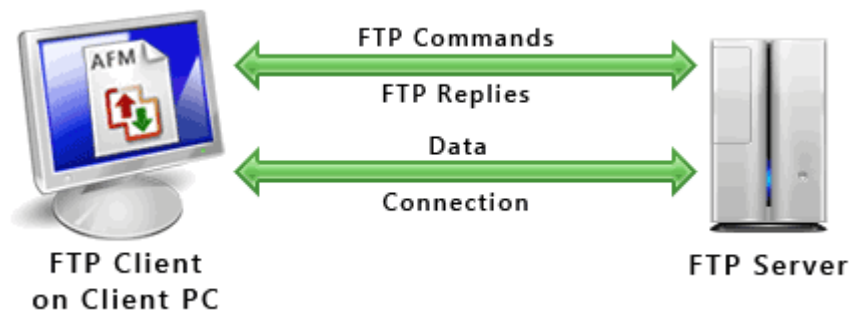 AFM
FTP Commands
FTP Replies
Data
Connection
FTP Client
on Client PC
FTP Server